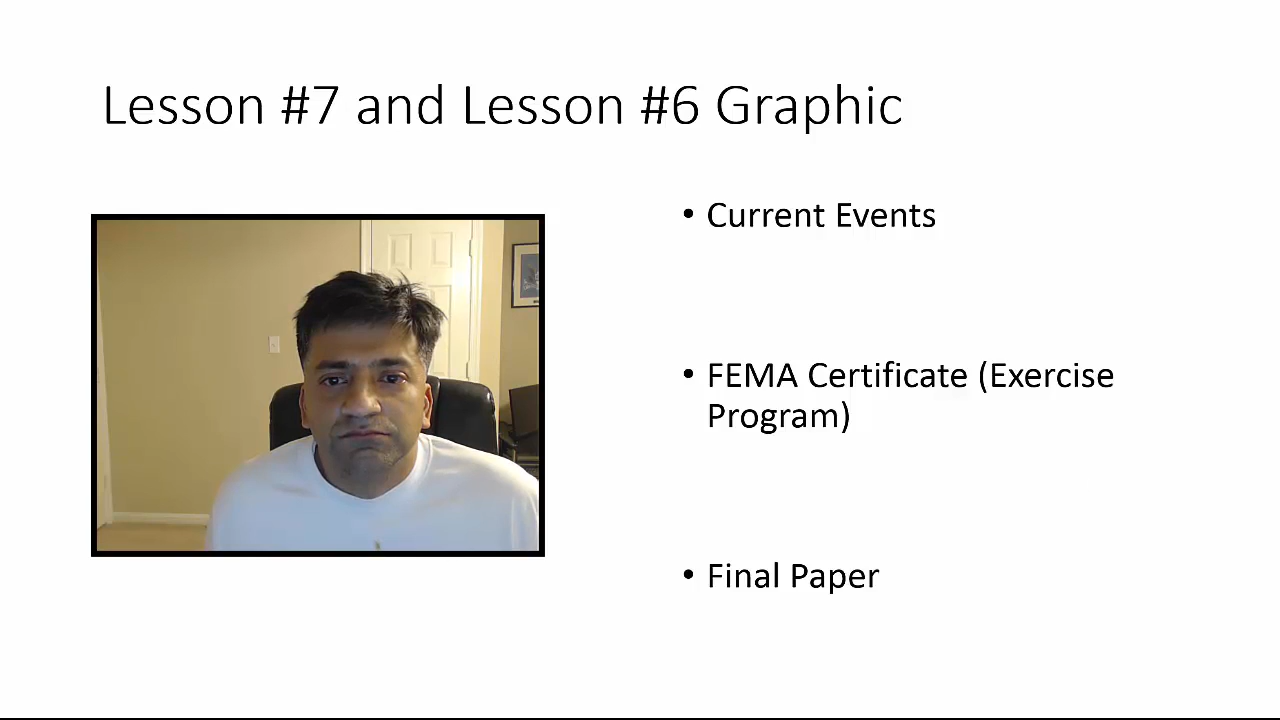 Lesson #7 and Lesson #6 Graphic
• Current Events
• FEMA Certificate (Exercise
Program)
• Final Paper